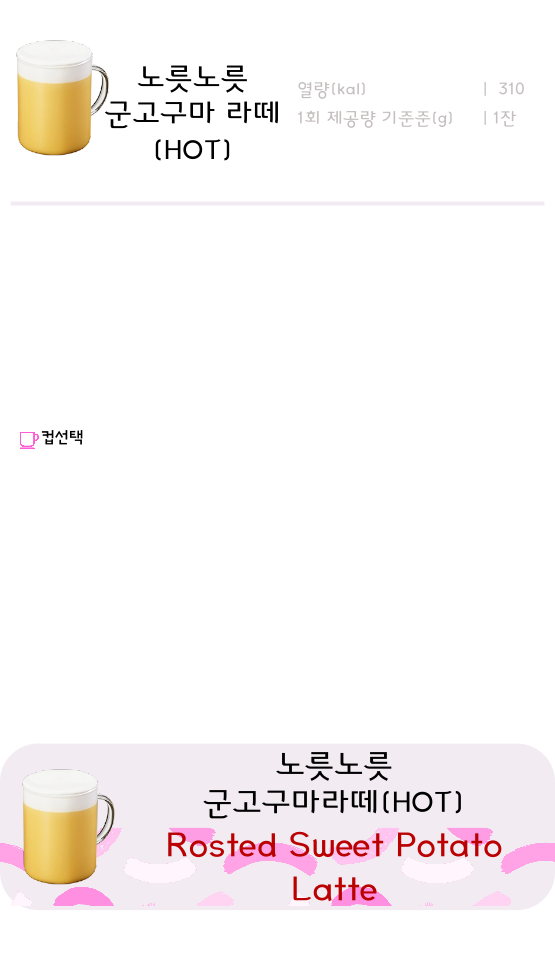 노릇노릇
군고구마 라떼
(HOT)
열량(kal) | 310
1회 제공량 기준준(g) | 1잔
컵선택
노릇노릇
군고구마라떼(HOT)
Rosted Sweet Potato
Latte